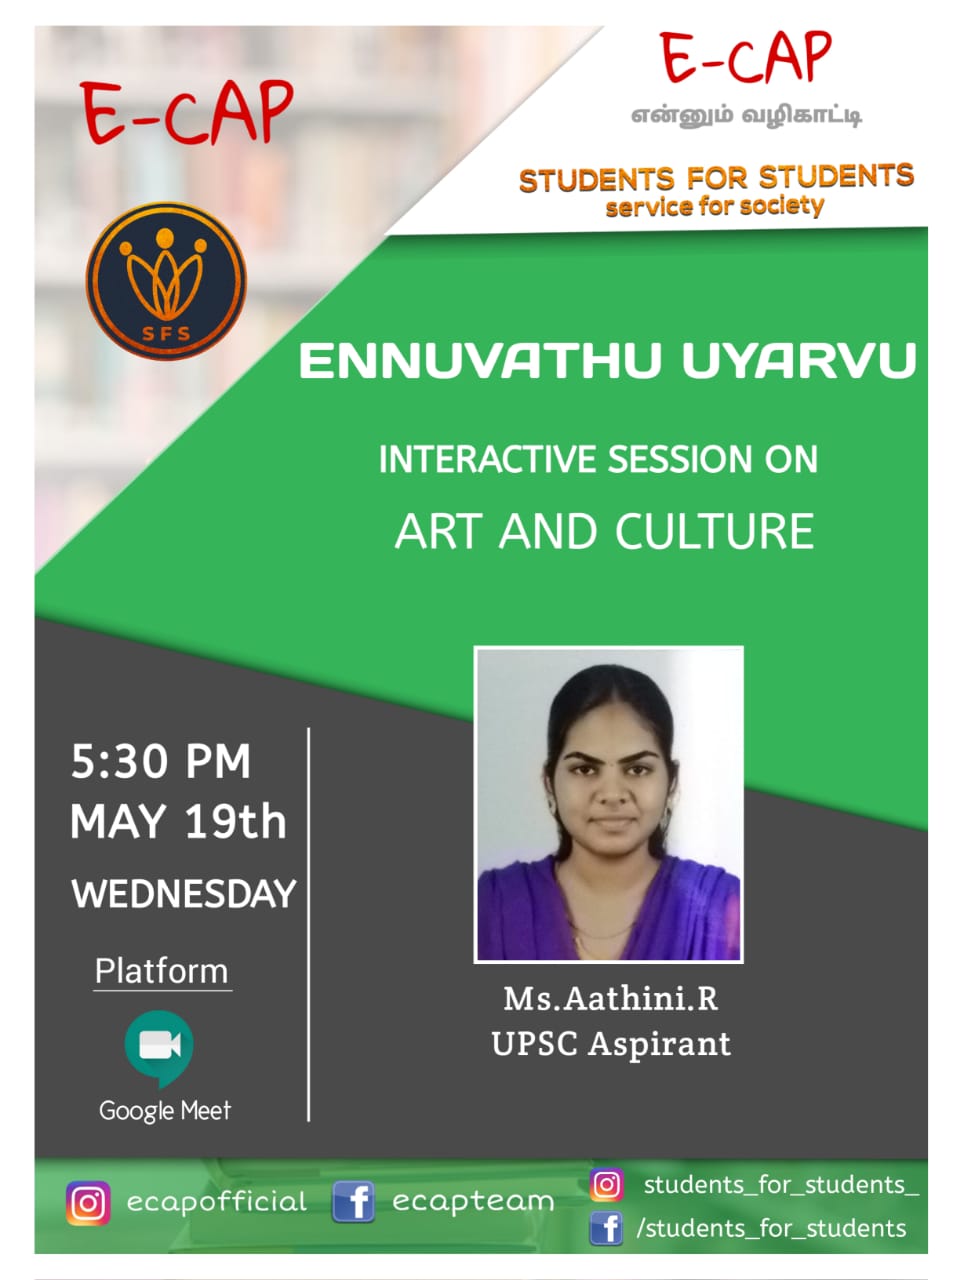 E-CAP
SFS
E-CAP
என்னும் வழிகாட்டி
STUDENTS FOR STUDENTS
service for society
ENNUVATHU UYARVU
INTERACTIVE SESSION ON
ART AND CULTURE
5:30 PM
MAY 19th
WEDNESDAY
Platform
Google Meet
Ms.Aathini.R
UPSC Aspirant
ecapofficial
ecapteam
students_for_students_
/students_for_students